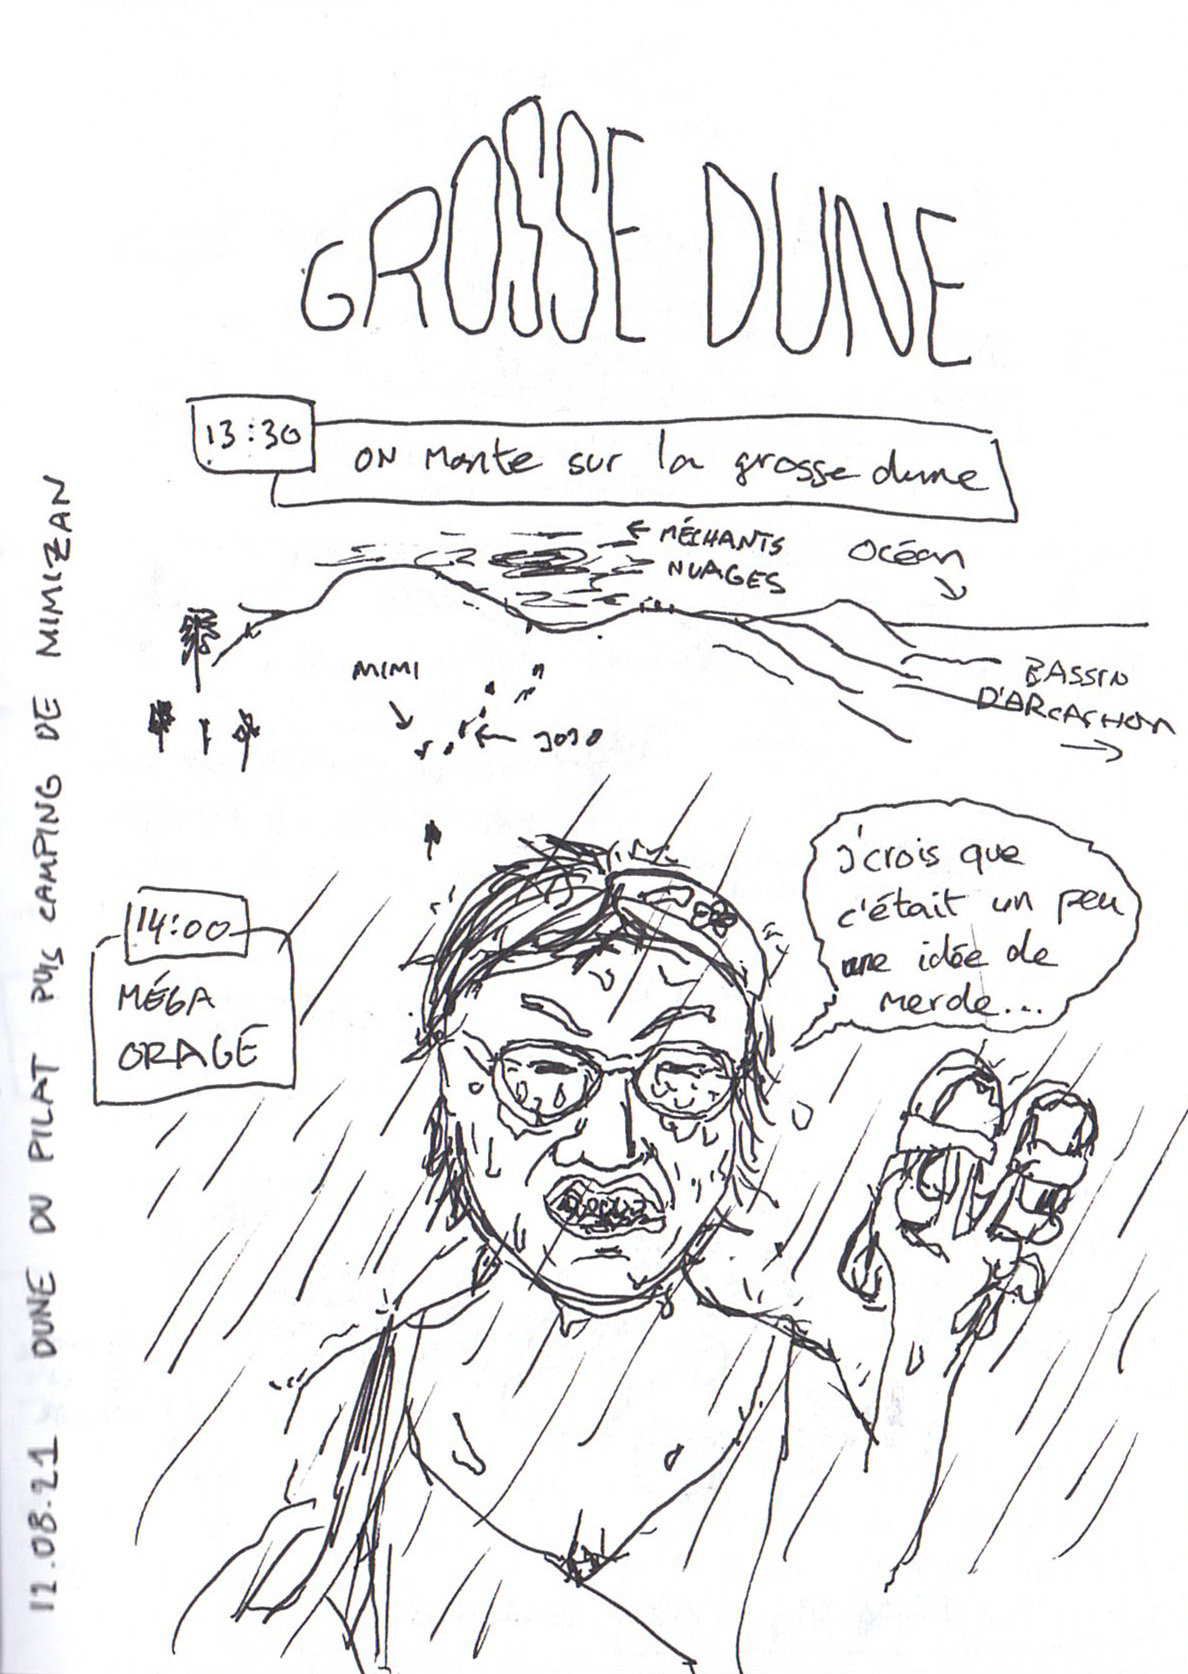 GROSSE DUNE
13:30
ON Monte sur la grosse dune
← MÉCHANTS
NUAGES
Océan
BASSIN
D'ARCACHON
MIMI
JOJO
J'crois que
c'était un peu
une idée de
merde...
14:00
MÉGA
ORAGE
12.08.21 DUNE DU PILAT PUIS CAMPING DE MIMIZAN